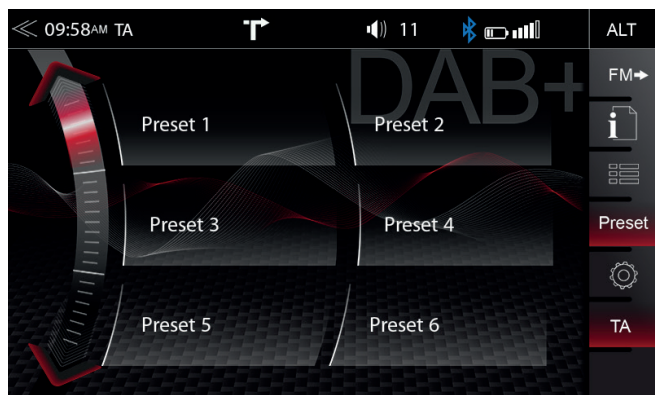 09:58AM TA 11 ALT
DAB+
FM
i
Preset 1 Preset 2
Preset 3 Preset 4
Preset
Preset 5 Preset 6
TA